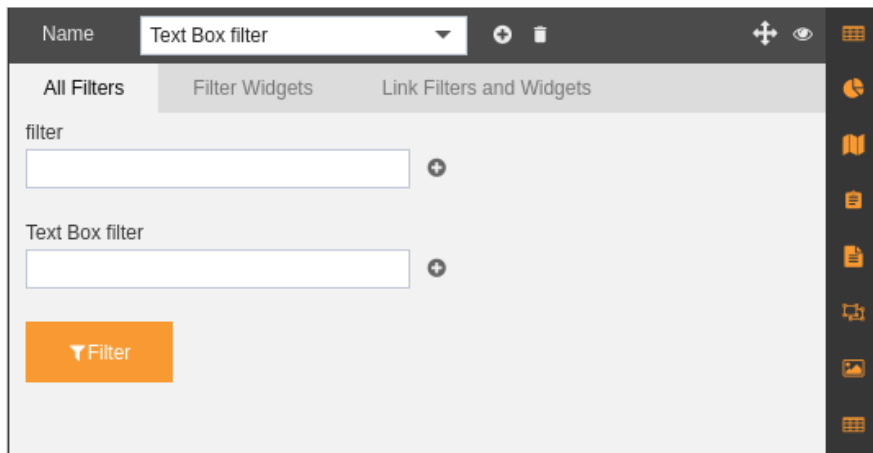 Name Text Box filter
All Filters Filter Widgets Link Filters and Widgets
filter
Text Box filter
Filter